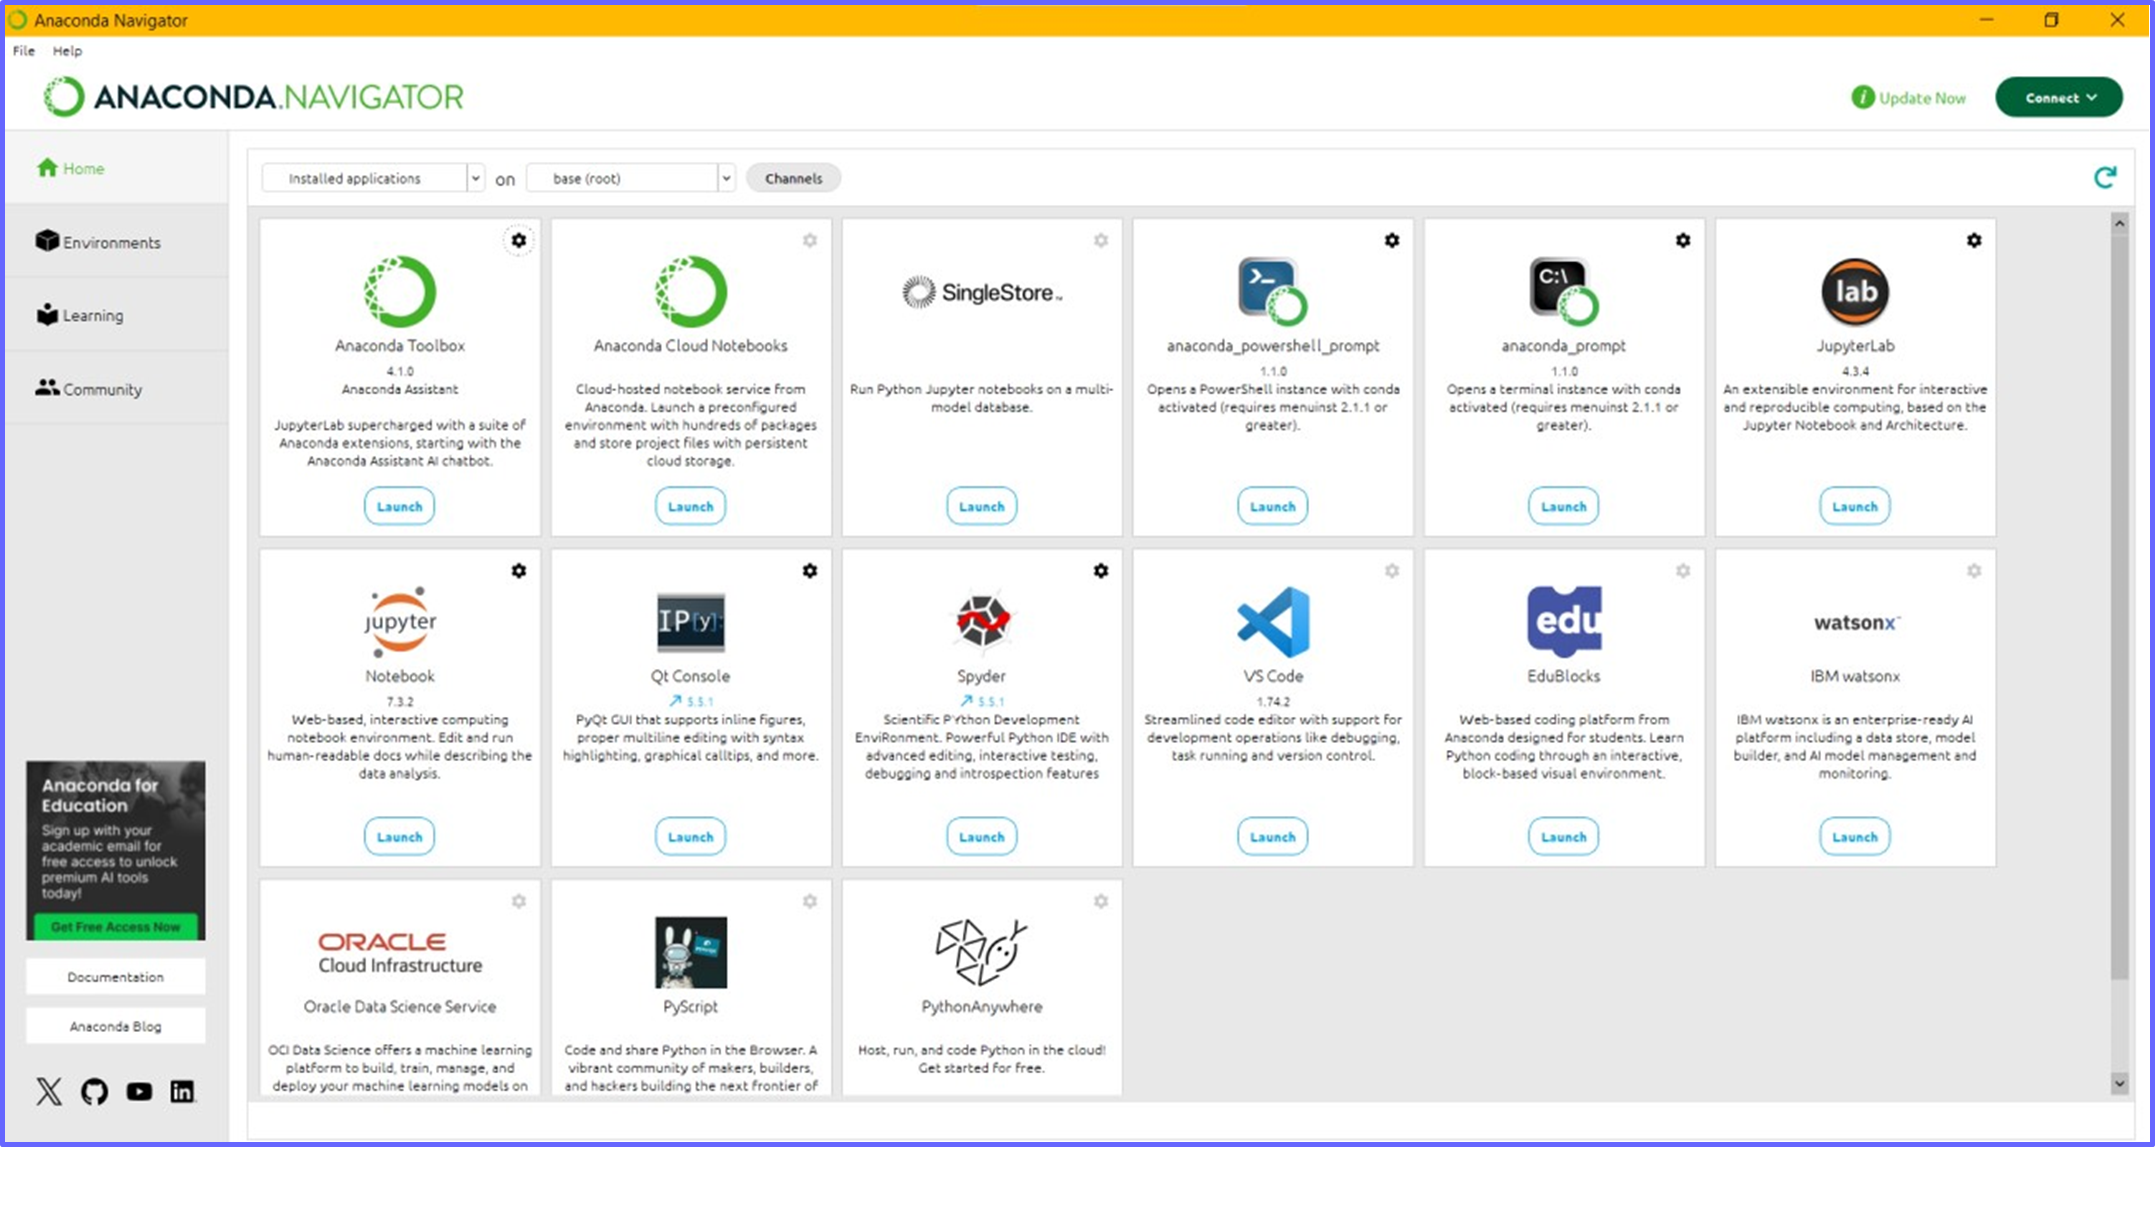 Anaconda Navigator
File Help
ANACONDA.NAVIGATOR
i Update Now
Connect
Home
Environments
Learning
Community
Installed applications on base (root) Channels
Anaconda Toolbox
4.1.0
Anaconda Assistant
JupyterLab supercharged with a suite of
Anaconda extensions, starting with the
Anaconda Assistant AI chatbot.
Launch
Anaconda Cloud Notebooks
Cloud-hosted notebook service from
Anaconda. Launch a preconfigured
environment with hundreds of packages
and store project files with persistent
cloud storage.
Launch
SingleStore™
Run Python Jupyter notebooks on a multi-
model database.
Launch
>_
anaconda_powershell_prompt
1.1.0
Opens a PowerShell instance with conda
activated (requires menuinst 2.1.1 or
greater).
Launch
C:\
anaconda_prompt
1.1.0
Opens a terminal instance with conda
activated (requires menuinst 2.1.1 or
greater).
Launch
lab
JupyterLab
4.3.4
An extensible environment for interactive
and reproducible computing, based on the
Jupyter Notebook and Architecture.
Launch
jupyter
Notebook
7.3.2
Web-based, interactive computing
notebook environment. Edit and run
human-readable docs while describing the
data analysis.
Launch
IP[y]:
Qt Console
5.5.1
PyQt GUI that supports inline figures,
proper multiline editing with syntax
highlighting, graphical calltips, and more.
Launch
Spyder
5.5.1
Scientific PYthon Development
EnviRonment. Powerful Python IDE with
advanced editing, interactive testing,
debugging and introspection features
Launch
VS Code
1.74.2
Streamlined code editor with support for
development operations like debugging,
task running and version control.
Launch
edu
EduBlocks
Web-based coding platform from
Anaconda designed for students. Learn
Python coding through an interactive,
block-based visual environment.
Launch
watsonx™
IBM watsonx
IBM watsonx is an enterprise-ready AI
platform including a data store, model
builder, and AI model management and
monitoring.
Launch
ORACLE
Cloud Infrastructure
Oracle Data Science Service
OCI Data Science offers a machine learning
platform to build, train, manage, and
deploy your machine learning models on
PyScript
Code and share Python in the Browser. A
vibrant community of makers, builders,
and hackers building the next frontier of
PythonAnywhere
Host, run, and code Python in the cloud!
Get started for free.
Anaconda for
Education
Sign up with your
academic email for
free access to unlock
premium AI tools
today!
Get Free Access Now
Documentation
Anaconda Blog
X
in